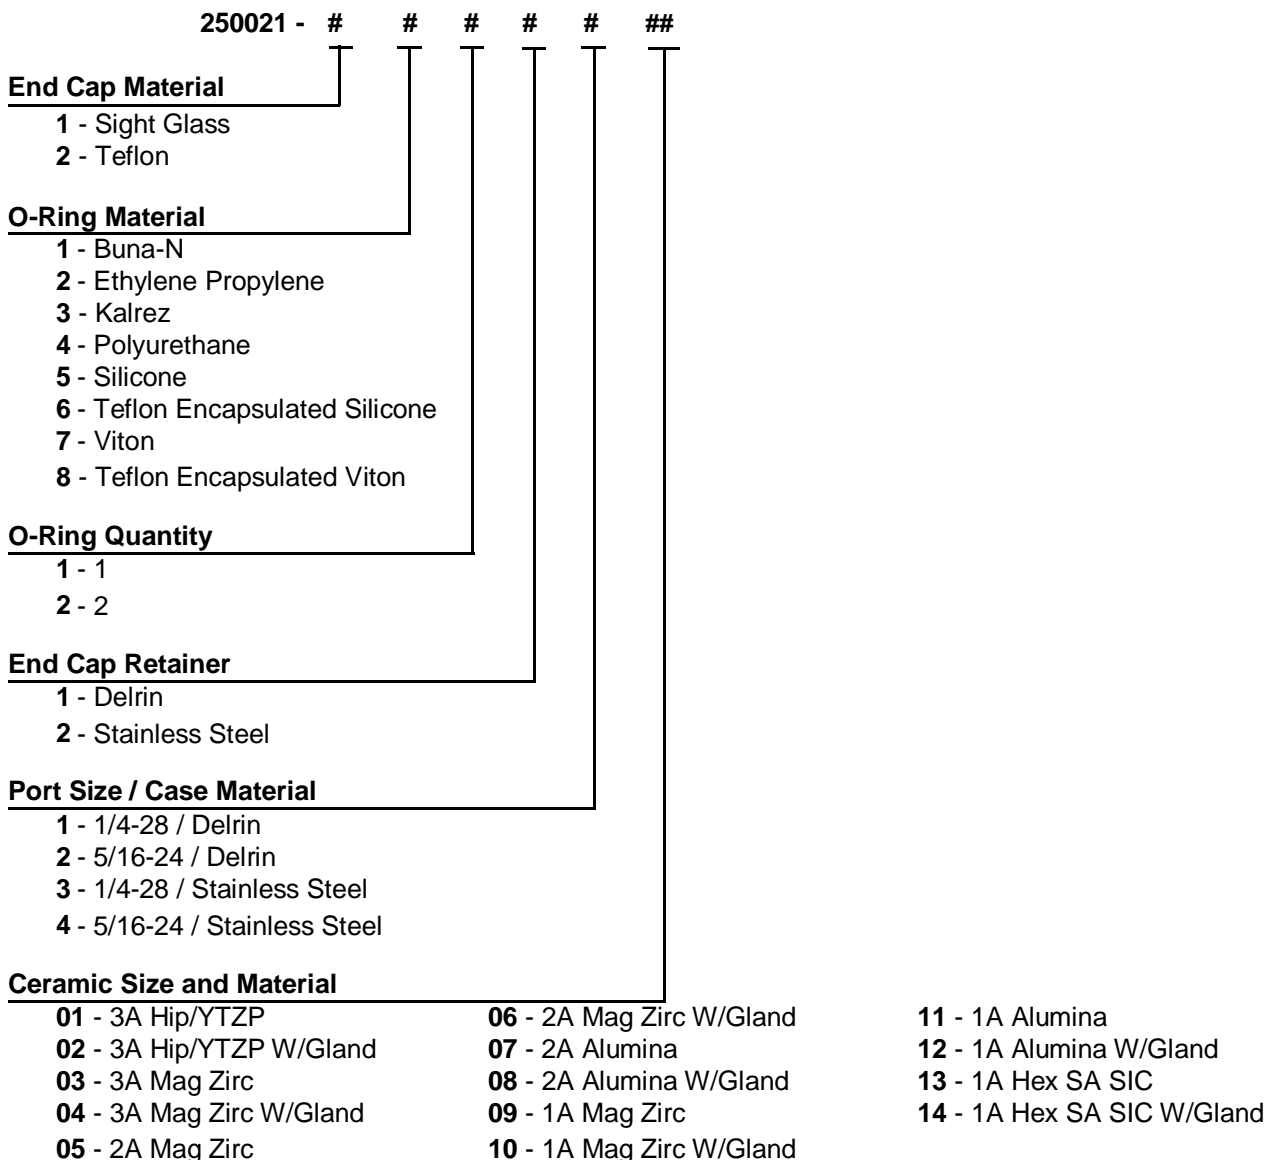 250021 - # # # # # ##
End Cap Material
1 - Sight Glass
2 - Teflon
O-Ring Material
1 - Buna-N
2 - Ethylene Propylene
3 - Kalrez
4 - Polyurethane
5 - Silicone
6 - Teflon Encapsulated Silicone
7 - Viton
8 - Teflon Encapsulated Viton
O-Ring Quantity
1 - 1
2 - 2
End Cap Retainer
1 - Delrin
2 - Stainless Steel
Port Size / Case Material
1 - 1/4-28 / Delrin
2 - 5/16-24 / Delrin
3 - 1/4-28 / Stainless Steel
4 - 5/16-24 / Stainless Steel
Ceramic Size and Material
01 - 3A Hip/YTZP
02 - 3A Hip/YTZP W/Gland
03 - 3A Mag Zirc
04 - 3A Mag Zirc W/Gland
05 - 2A Mag Zirc
06 - 2A Mag Zirc W/Gland
07 - 2A Alumina
08 - 2A Alumina W/Gland
09 - 1A Mag Zirc
10 - 1A Mag Zirc W/Gland
11 - 1A Alumina
12 - 1A Alumina W/Gland
13 - 1A Hex SA SIC
14 - 1A Hex SA SIC W/Gland